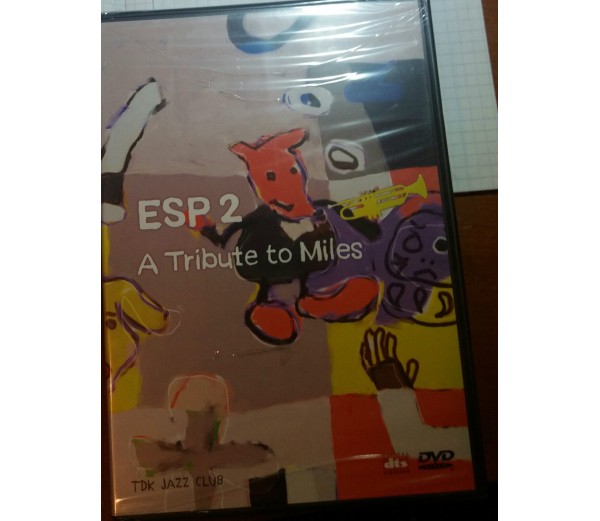 ESP 2
A Tribute to Miles
dts
DVD
TDK JAZZ CLUB